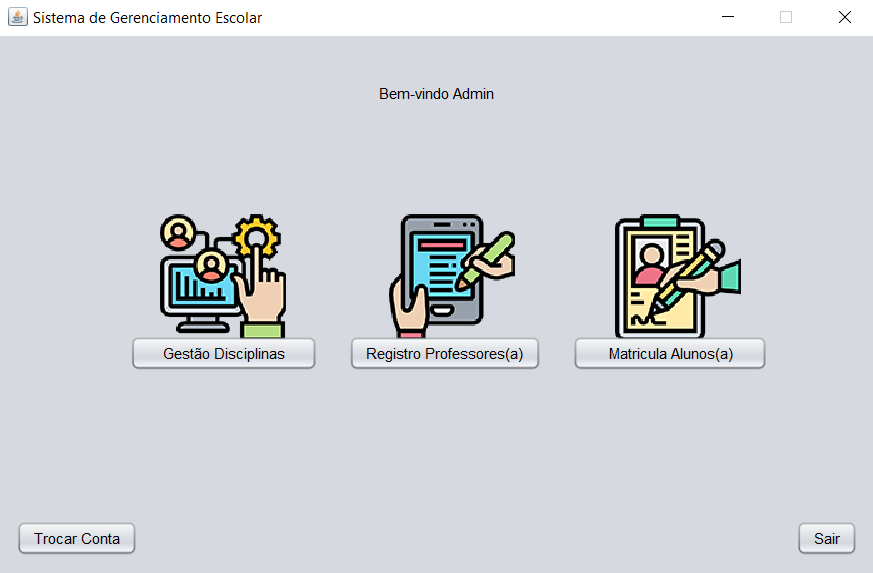 Sistema de Gerenciamento Escolar
Bem-vindo Admin
Gestão Disciplinas
Registro Professores(a)
Matricula Alunos(a)
Trocar Conta
Sair